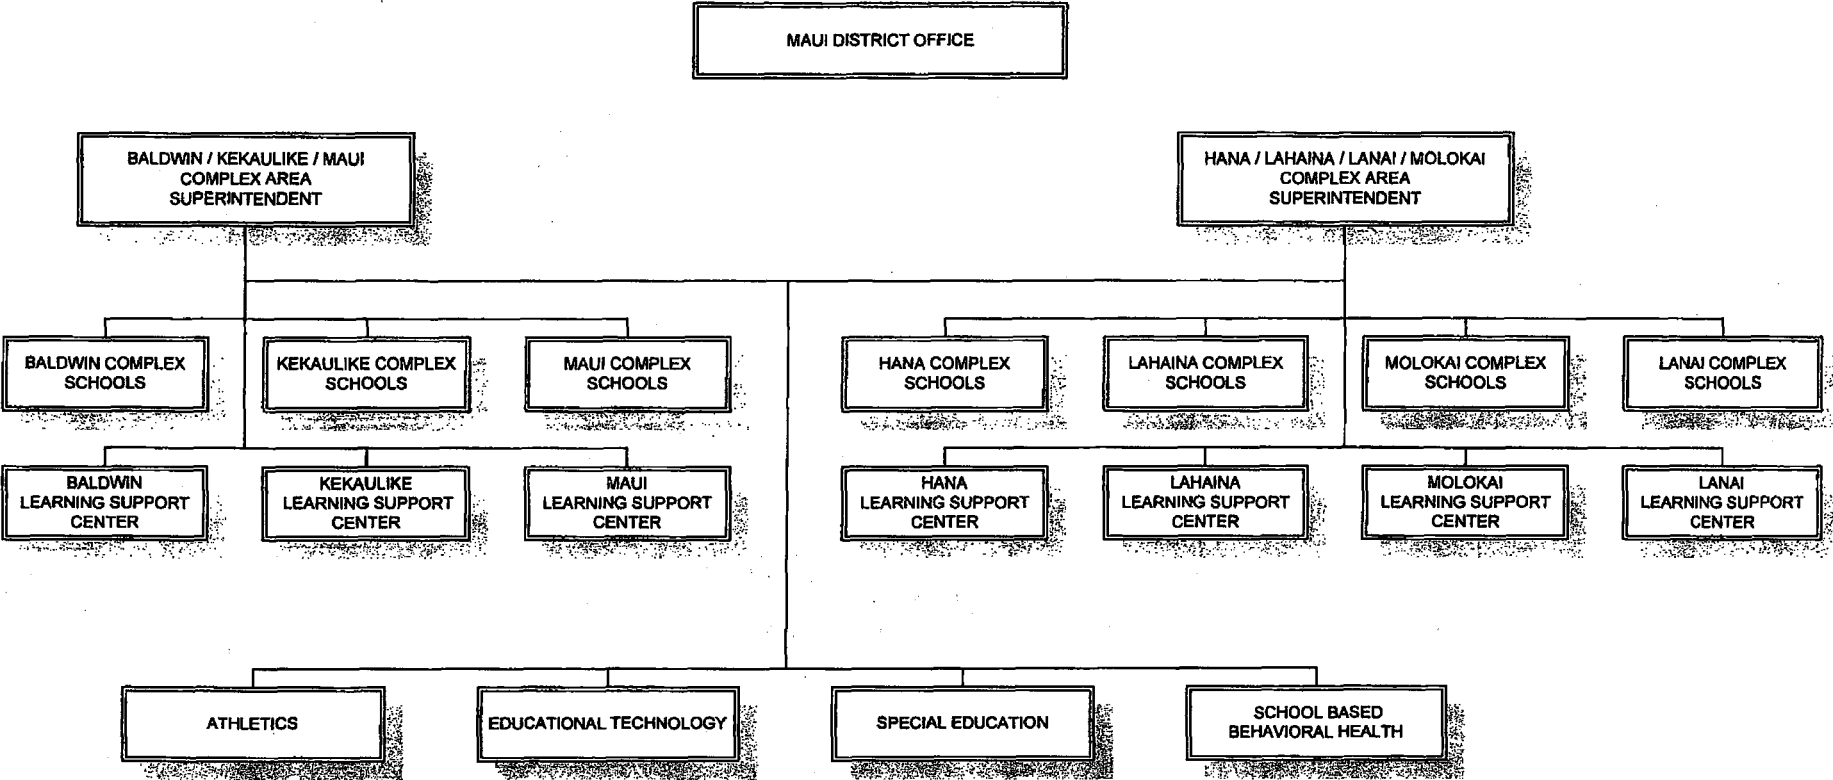 MAUI DISTRICT OFFICE
BALDWIN / KEKAULIKE / MAUI
COMPLEX AREA
SUPERINTENDENT
HANA / LAHAINA / LANAI / MOLOKAI
COMPLEX AREA
SUPERINTENDENT
BALDWIN COMPLEX
SCHOOLS
KEKAULIKE COMPLEX
SCHOOLS
MAUI COMPLEX
SCHOOLS
HANA COMPLEX
SCHOOLS
LAHAINA COMPLEX
SCHOOLS
MOLOKAI COMPLEX
SCHOOLS
LANAI COMPLEX
SCHOOLS
BALDWIN
LEARNING SUPPORT
CENTER
KEKAULIKE
LEARNING SUPPORT
CENTER
MAUI
LEARNING SUPPORT
CENTER
HANA
LEARNING SUPPORT
CENTER
LAHAINA
LEARNING SUPPORT
CENTER
MOLOKAI
LEARNING SUPPORT
CENTER
LANAI
LEARNING SUPPORT
CENTER
ATHLETICS
EDUCATIONAL TECHNOLOGY
SPECIAL EDUCATION
SCHOOL BASED
BEHAVIORAL HEALTH